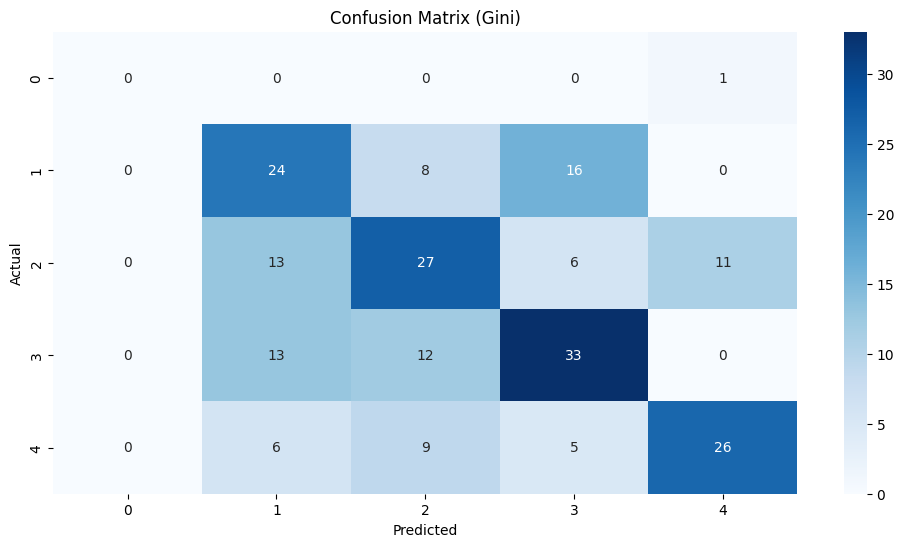 Confusion Matrix (Gini)
0 0 0 0 0 1
1 0 24 8 16 0
2 0 13 27 6 11
3 0 13 12 33 0
4 0 6 9 5 26
0 1 2 3 4
Predicted
Actual
30
25
20
15
10
5
0